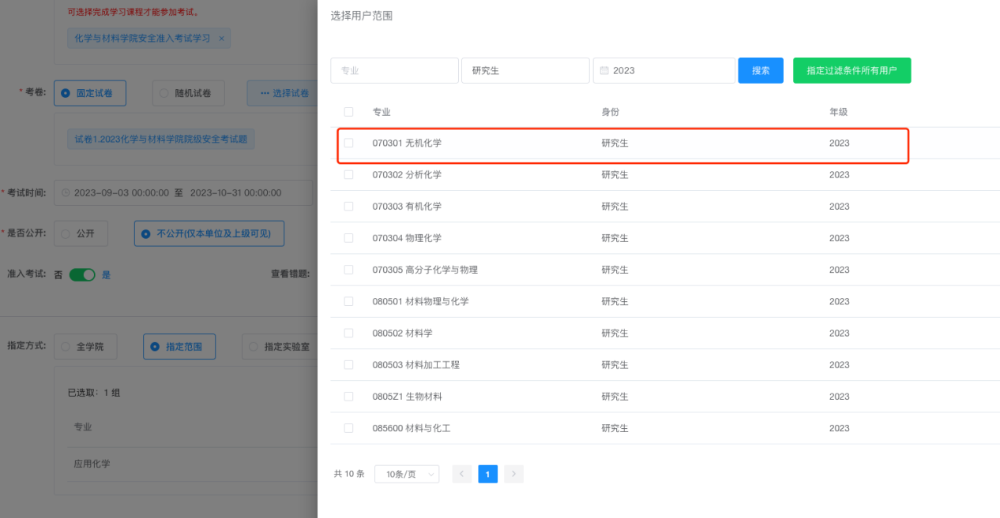 可选择完成学习课程才能参加考试。
化学与材料学院安全准入考试学习 ×
* 考卷: 固定试卷 随机试卷 ··· 选择试卷
试卷1.2023化学与材料学院院级安全考试题
* 考试时间: 2023-09-03 00:00:00 至 2023-10-31 00:00:00
* 是否公开: 公开 不公开(仅本单位及上级可见)
准入考试: 否 是 查看错题:
指定方式: 全学院 指定范围 指定实验室
已选取: 1 组
专业
应用化学
选择用户范围
专业 研究生 2023 搜索 指定过滤条件所有用户
专业 身份 年级
070301 无机化学 研究生 2023
070302 分析化学 研究生 2023
070303 有机化学 研究生 2023
070304 物理化学 研究生 2023
070305 高分子化学与物理 研究生 2023
080501 材料物理与化学 研究生 2023
080502 材料学 研究生 2023
080503 材料加工工程 研究生 2023
0805Z1 生物材料 研究生 2023
085600 材料与化工 研究生 2023
共 10 条 10条/页 < 1 >